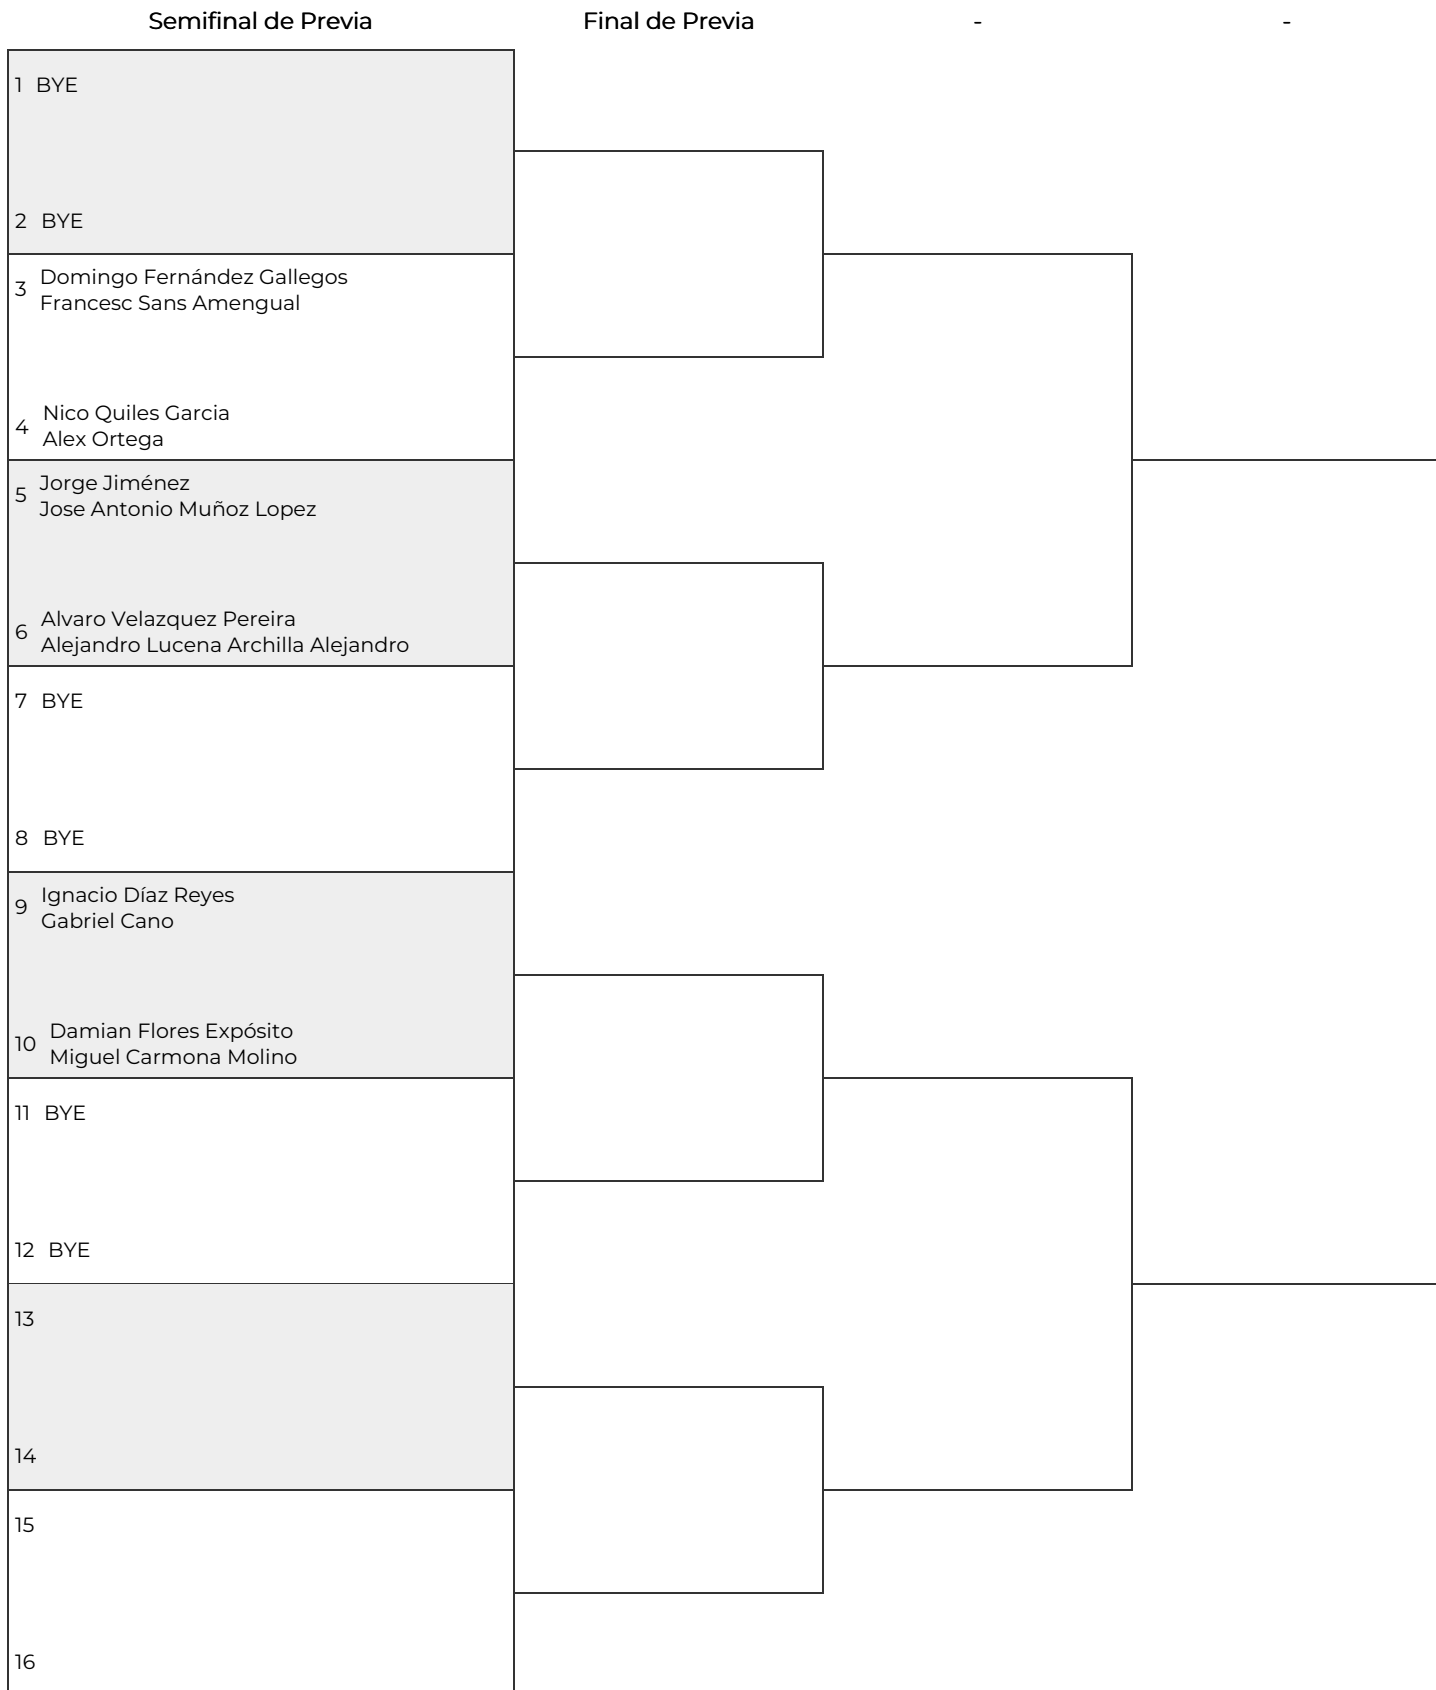 Semifinal de Previa Final de Previa - -
1 BYE
2 BYE
3 Domingo Fernández Gallegos
Francesc Sans Amengual
4 Nico Quiles Garcia
Alex Ortega
5 Jorge Jiménez
Jose Antonio Muñoz Lopez
6 Alvaro Velazquez Pereira
Alejandro Lucena Archilla Alejandro
7 BYE
8 BYE
9 Ignacio Díaz Reyes
Gabriel Cano
10 Damian Flores Expósito
Miguel Carmona Molino
11 BYE
12 BYE
13
14
15
16